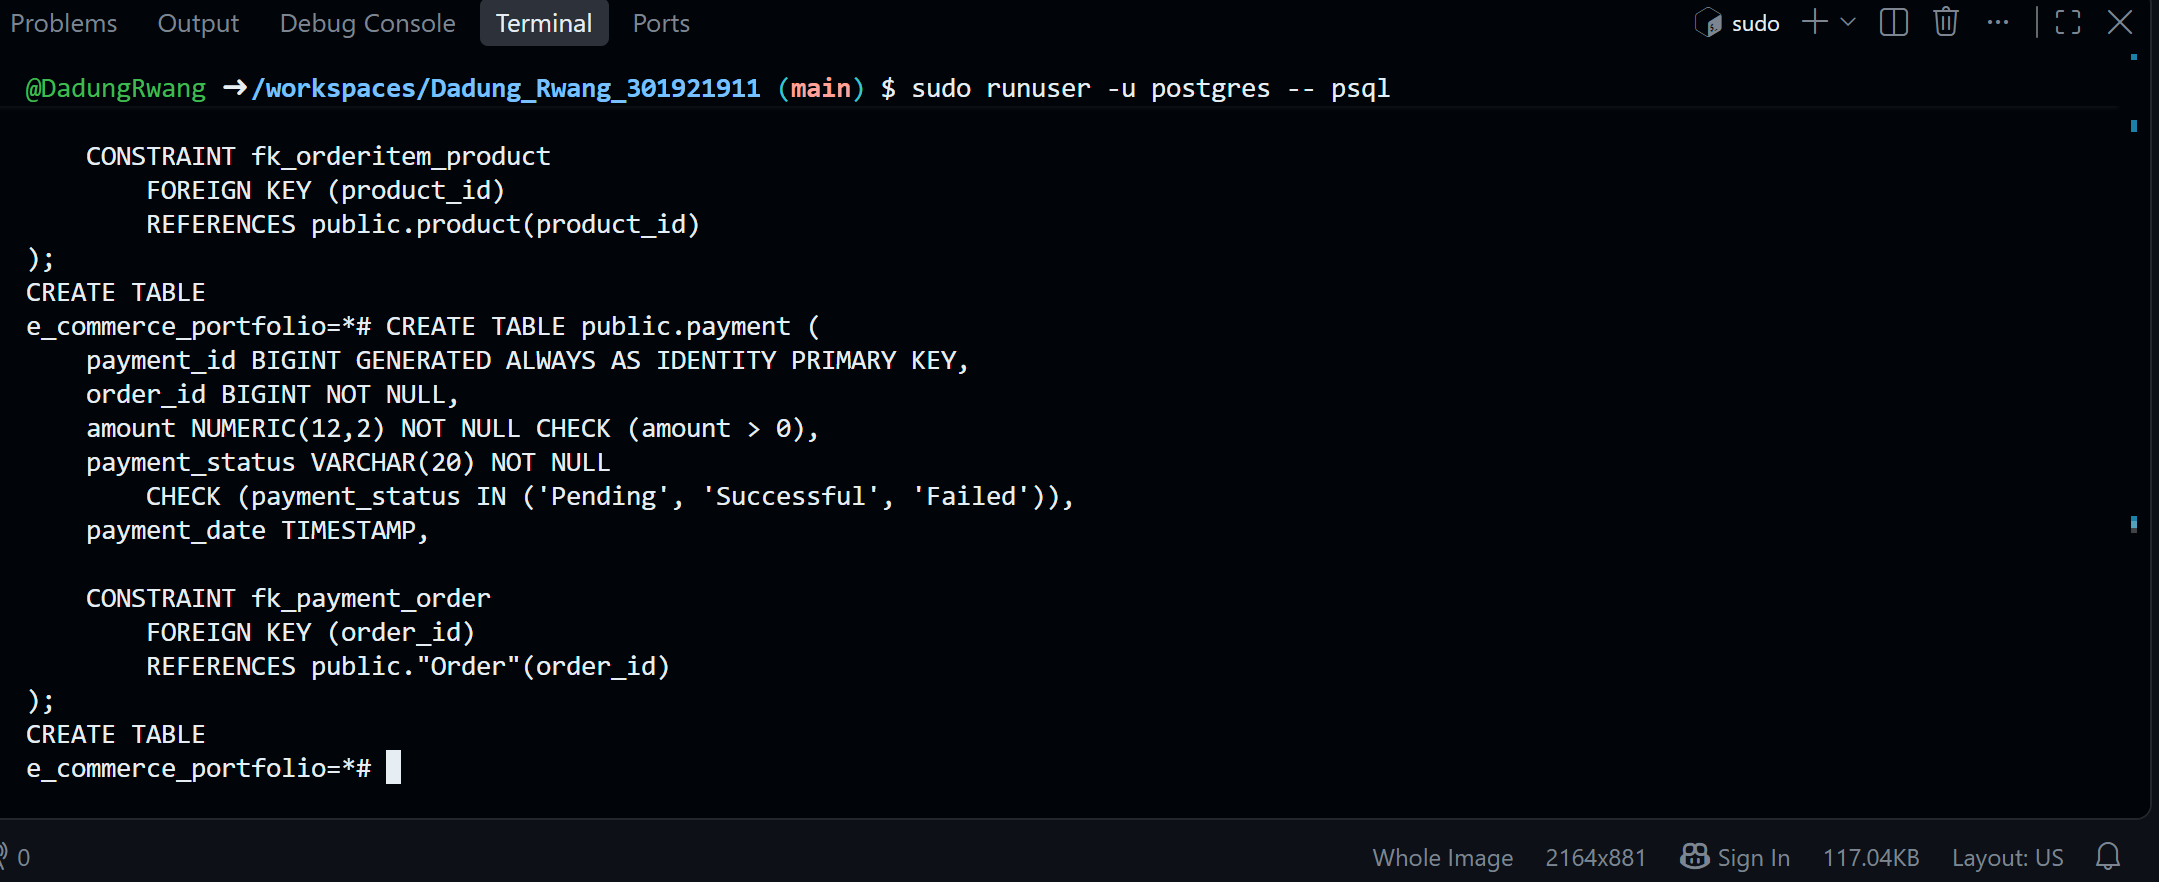 Problems Output Debug Console Terminal Ports sudo
@DadungRwang ➜/workspaces/Dadung_Rwang_301921911 (main) $ sudo runuser -u postgres -- psql
    CONSTRAINT fk_orderitem_product
        FOREIGN KEY (product_id)
        REFERENCES public.product(product_id)
);
CREATE TABLE
e_commerce_portfolio=*# CREATE TABLE public.payment (
    payment_id BIGINT GENERATED ALWAYS AS IDENTITY PRIMARY KEY,
    order_id BIGINT NOT NULL,
    amount NUMERIC(12,2) NOT NULL CHECK (amount > 0),
    payment_status VARCHAR(20) NOT NULL
        CHECK (payment_status IN ('Pending', 'Successful', 'Failed')),
    payment_date TIMESTAMP,
    CONSTRAINT fk_payment_order
        FOREIGN KEY (order_id)
        REFERENCES public."Order"(order_id)
);
CREATE TABLE
e_commerce_portfolio=*#
0 Whole Image 2164x881 Sign In 117.04KB Layout: US